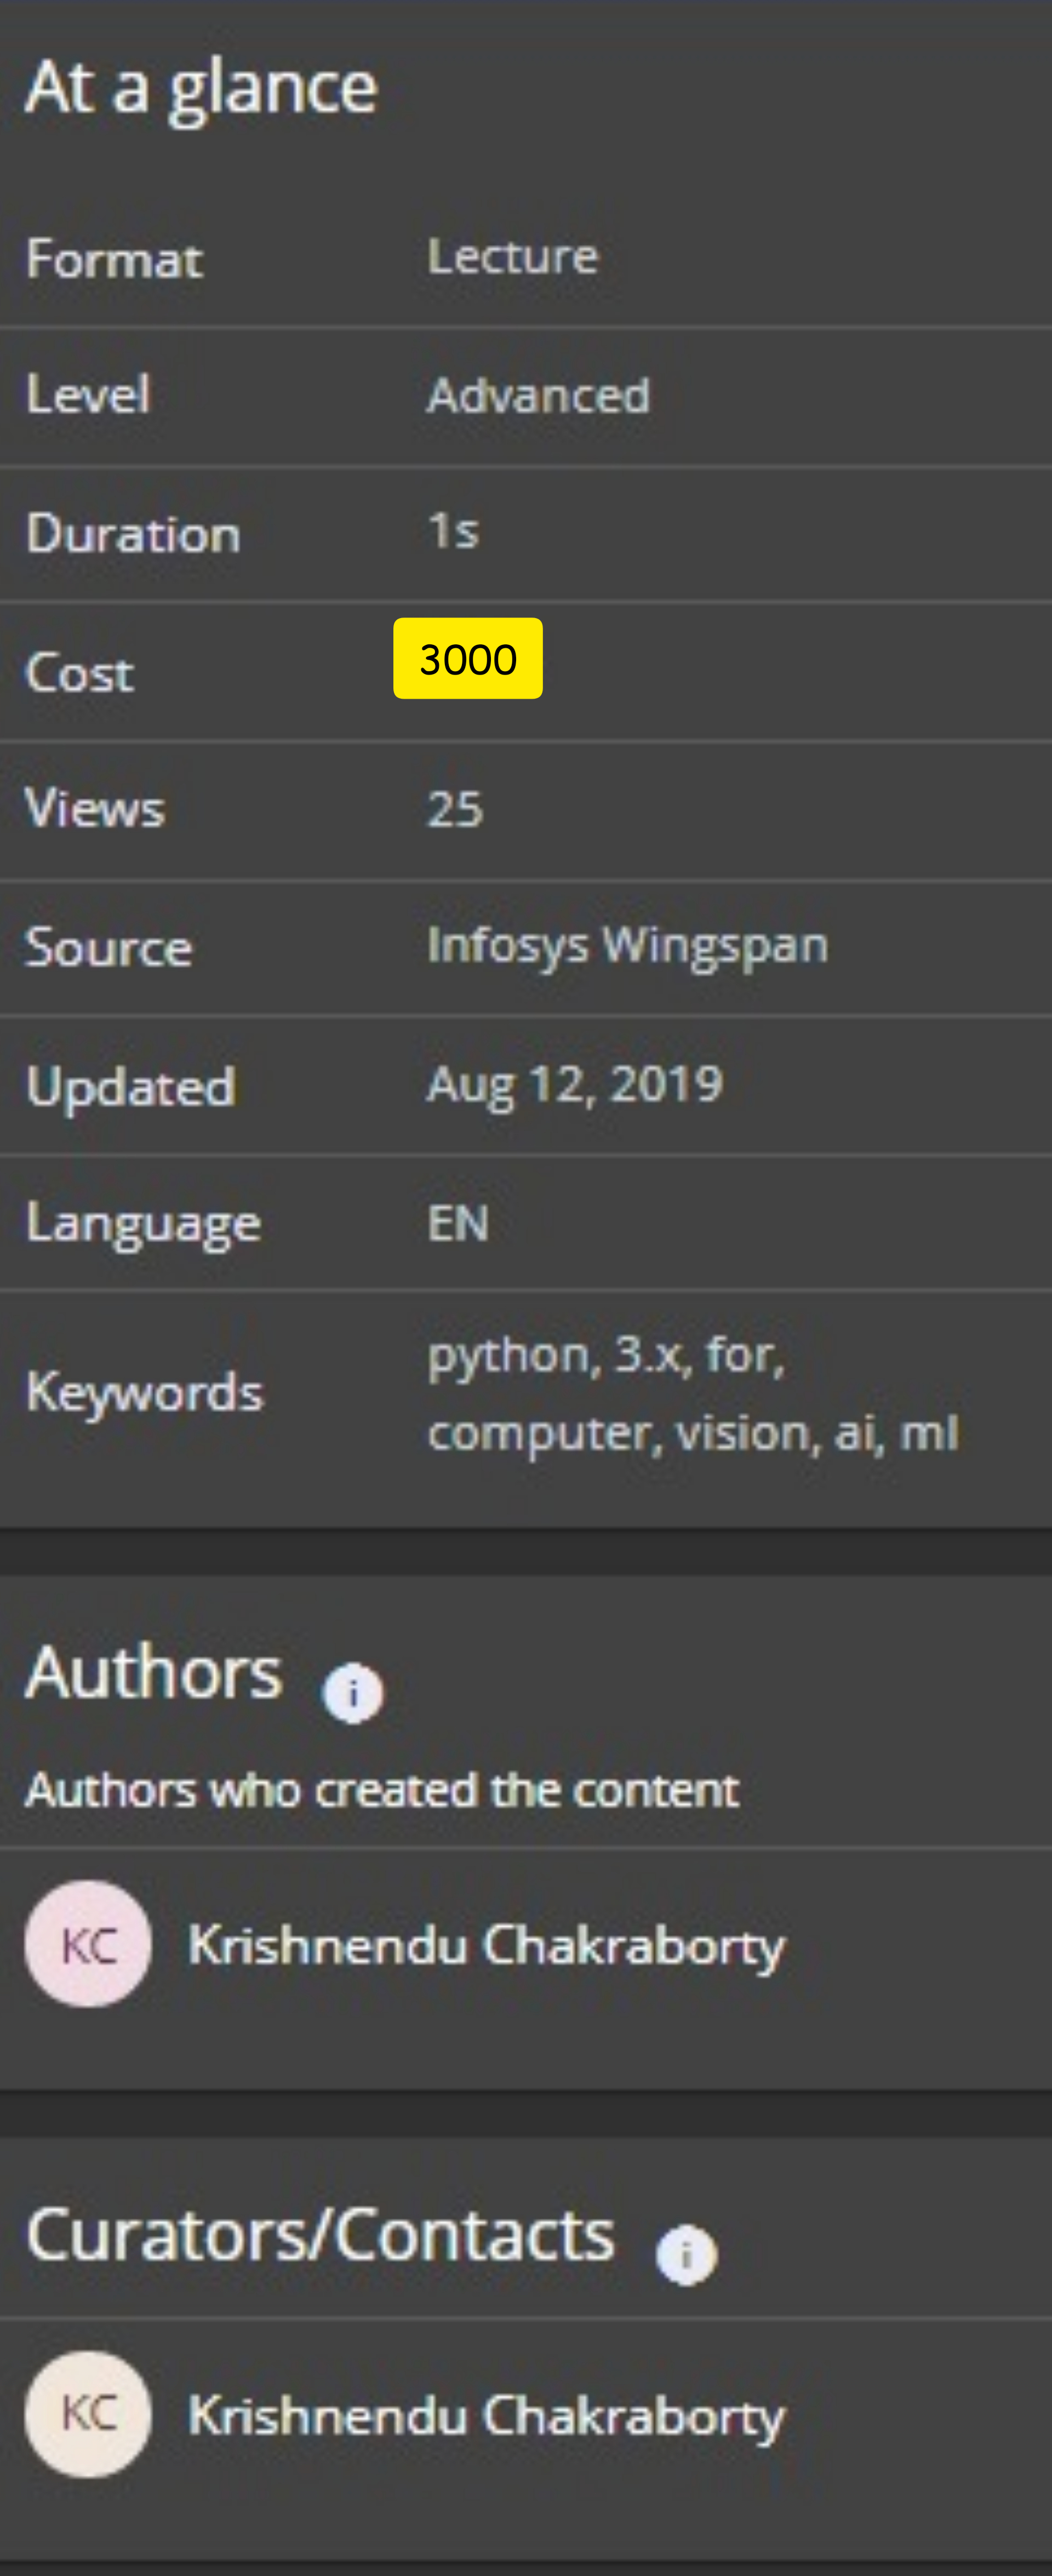 At a glance
Format Lecture
Level Advanced
Duration 1s
Cost 3000
Views 25
Source Infosys Wingspan
Updated Aug 12, 2019
Language EN
Keywords python, 3.x, for,
computer, vision, ai, ml
Authors i
Authors who created the content
KC Krishnendu Chakraborty
Curators/Contacts i
KC Krishnendu Chakraborty